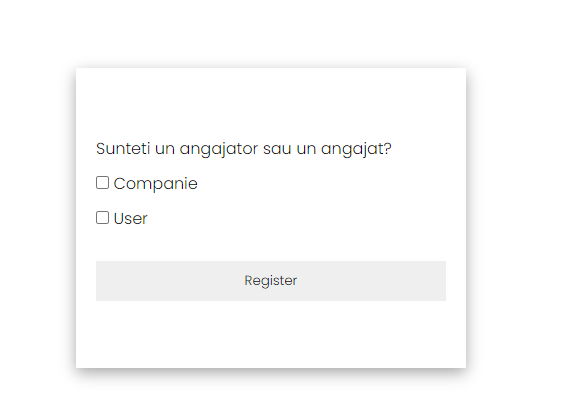 Sunteti un angajator sau un angajat?
Companie
User
Register